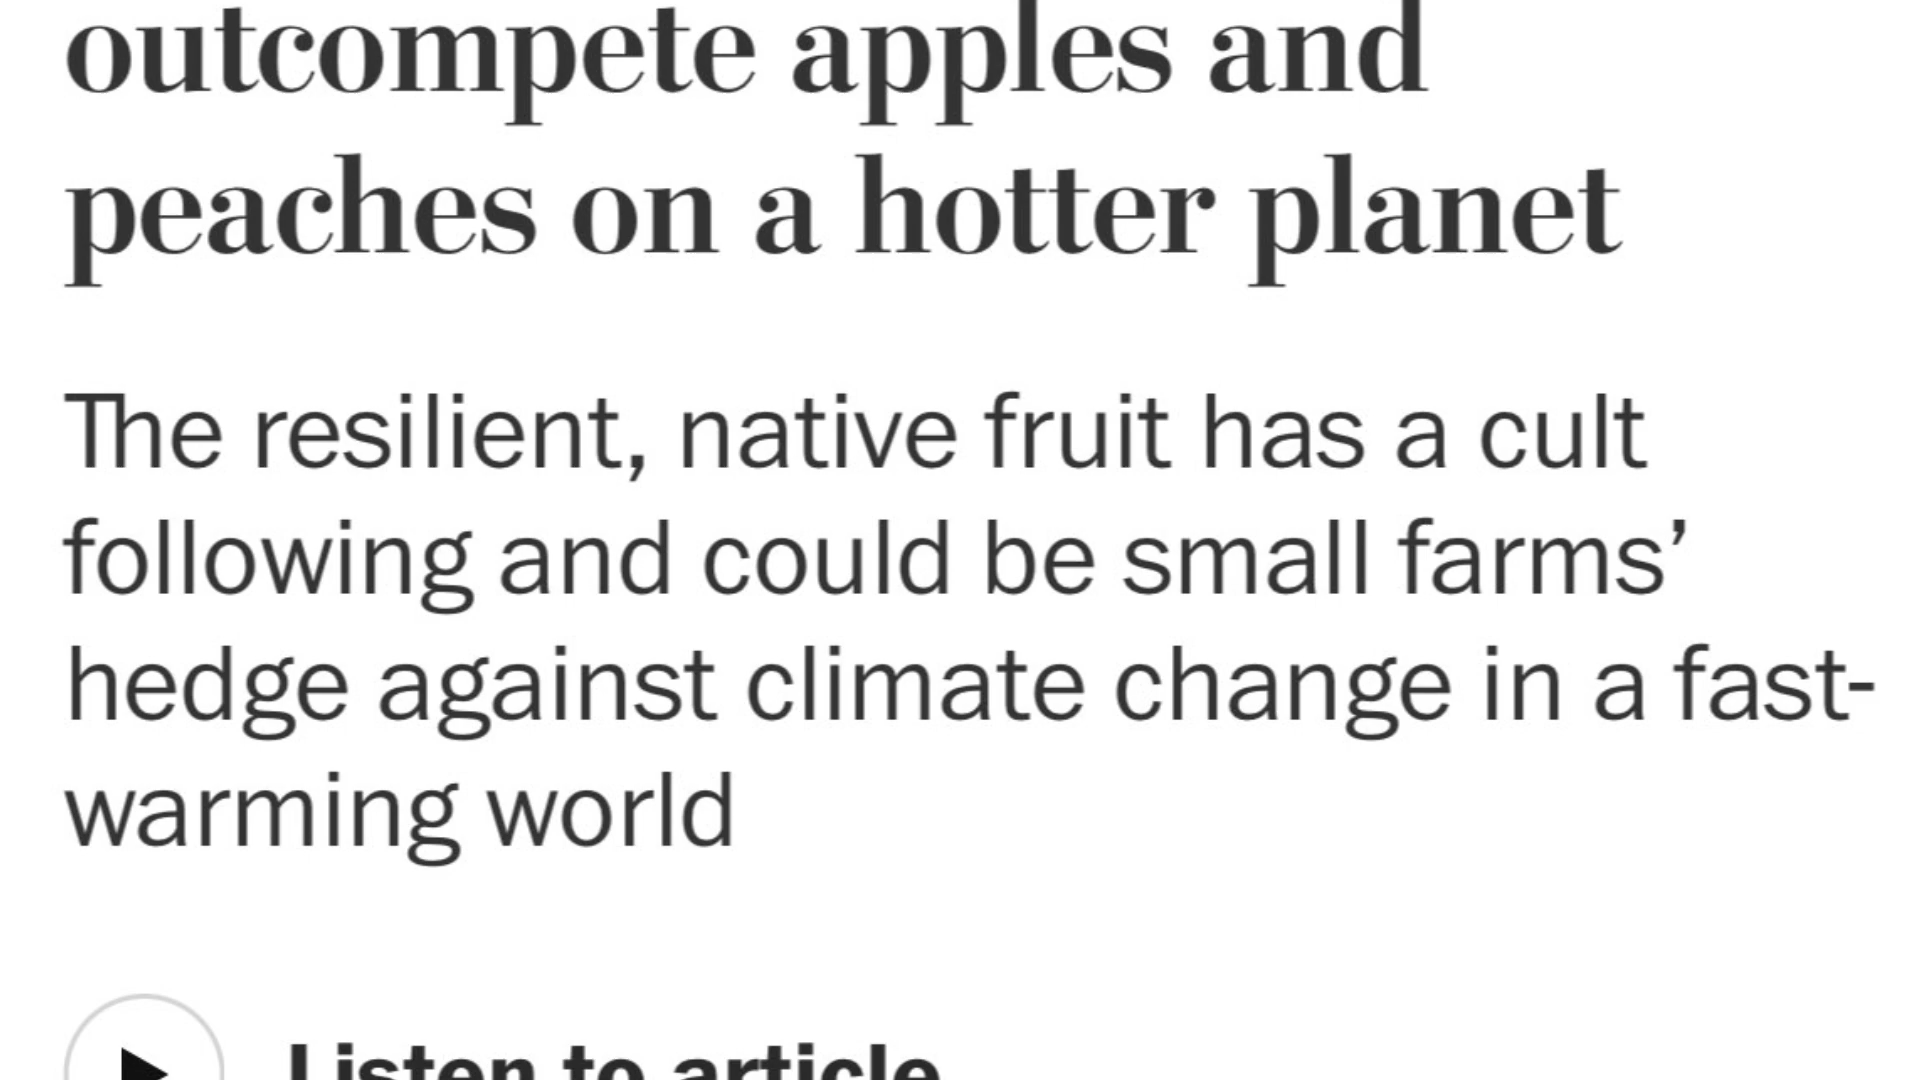 outcompete apples and
peaches on a hotter planet
The resilient, native fruit has a cult
following and could be small farms’
hedge against climate change in a fast-
warming world
Listen to article